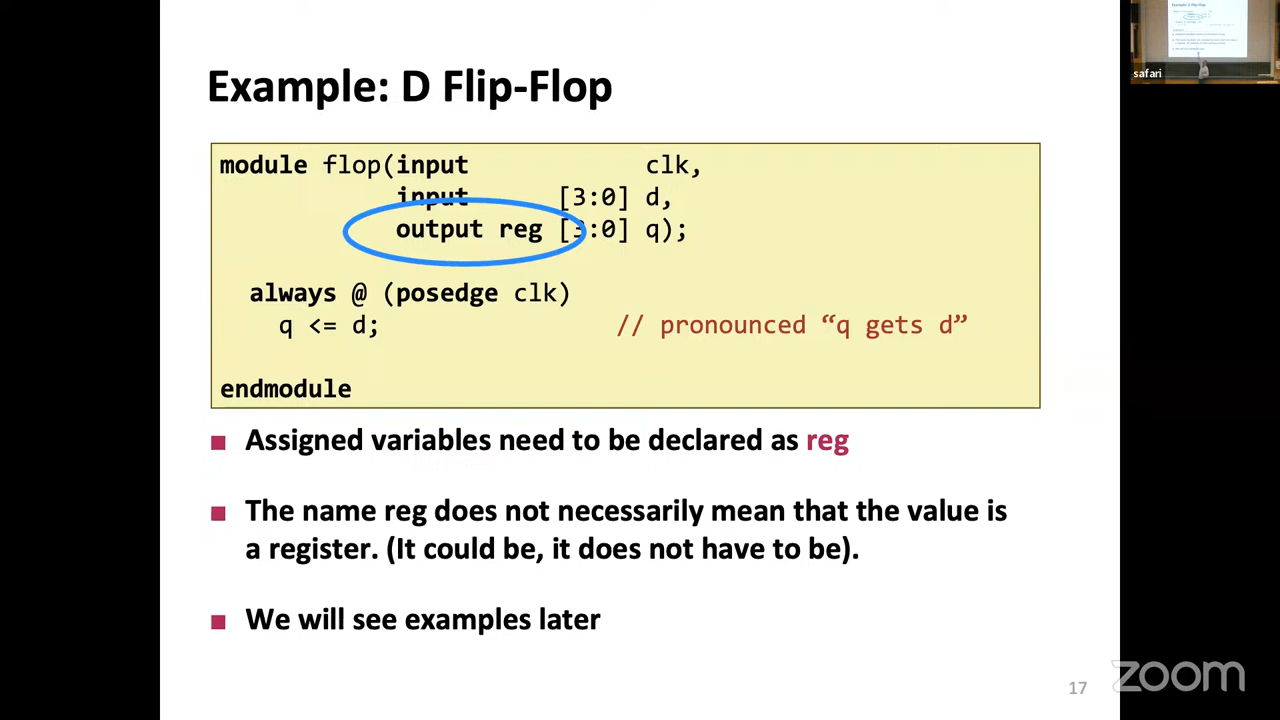 Example: D Flip-Flop
module flop(input clk,
input [3:0] d,
output reg [3:0] q);
always @ (posedge clk)
q <= d; // pronounced “q gets d”
endmodule
■ Assigned variables need to be declared as reg
■ The name reg does not necessarily mean that the value is
a register. (It could be, it does not have to be).
■ We will see examples later
17
zoom
safari